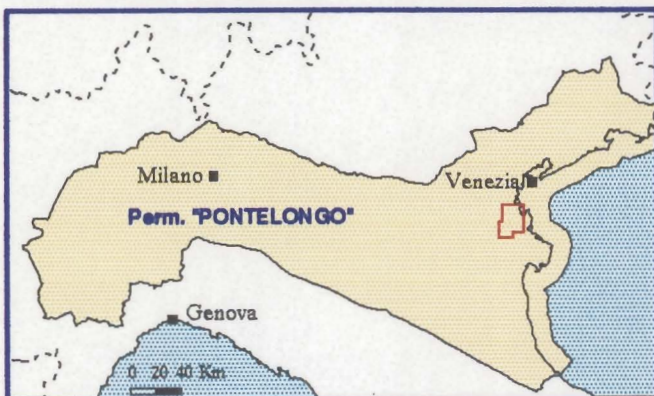 Milano
Venezia
Perm. "PONTELONGO"
Genova
0 20 40 Km